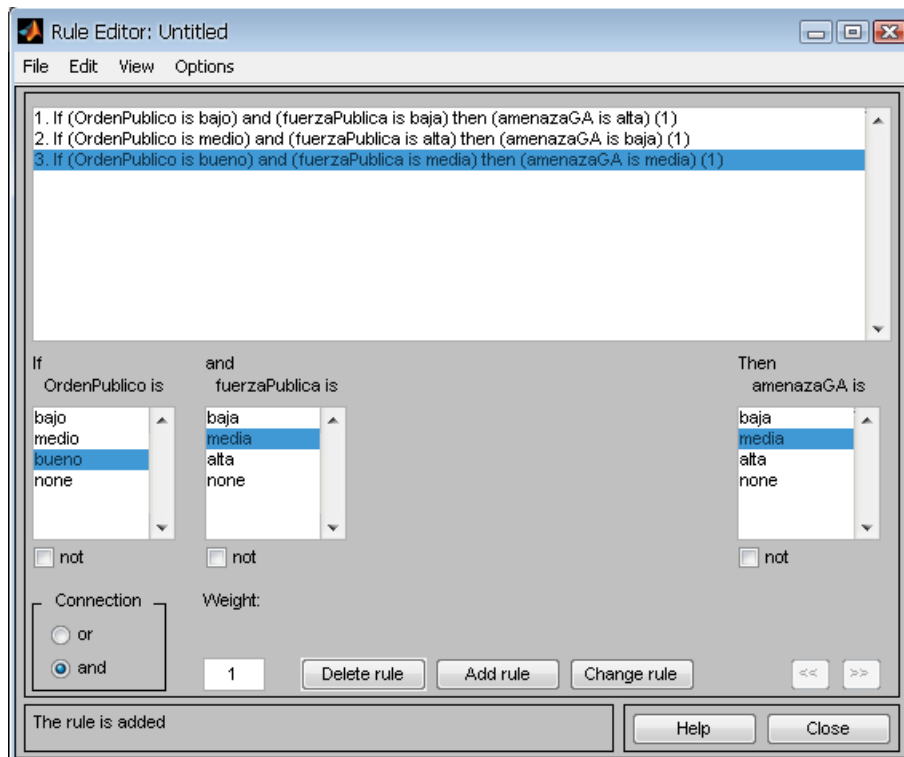 Rule Editor: Untitled
File Edit View Options
1. If (OrdenPublico is bajo) and (fuerzaPublica is baja) then (amenazaGA is alta) (1)
2. If (OrdenPublico is medio) and (fuerzaPublica is alta) then (amenazaGA is baja) (1)
3. If (OrdenPublico is bueno) and (fuerzaPublica is media) then (amenazaGA is media) (1)
If
OrdenPublico is
bajo
medio
bueno
none
not
and
fuerzaPublica is
baja
media
alta
none
not
Then
amenazaGA is
baja
media
alta
none
not
Connection
or
and
Weight:
1
Delete rule
Add rule
Change rule
<<
>>
The rule is added
Help
Close